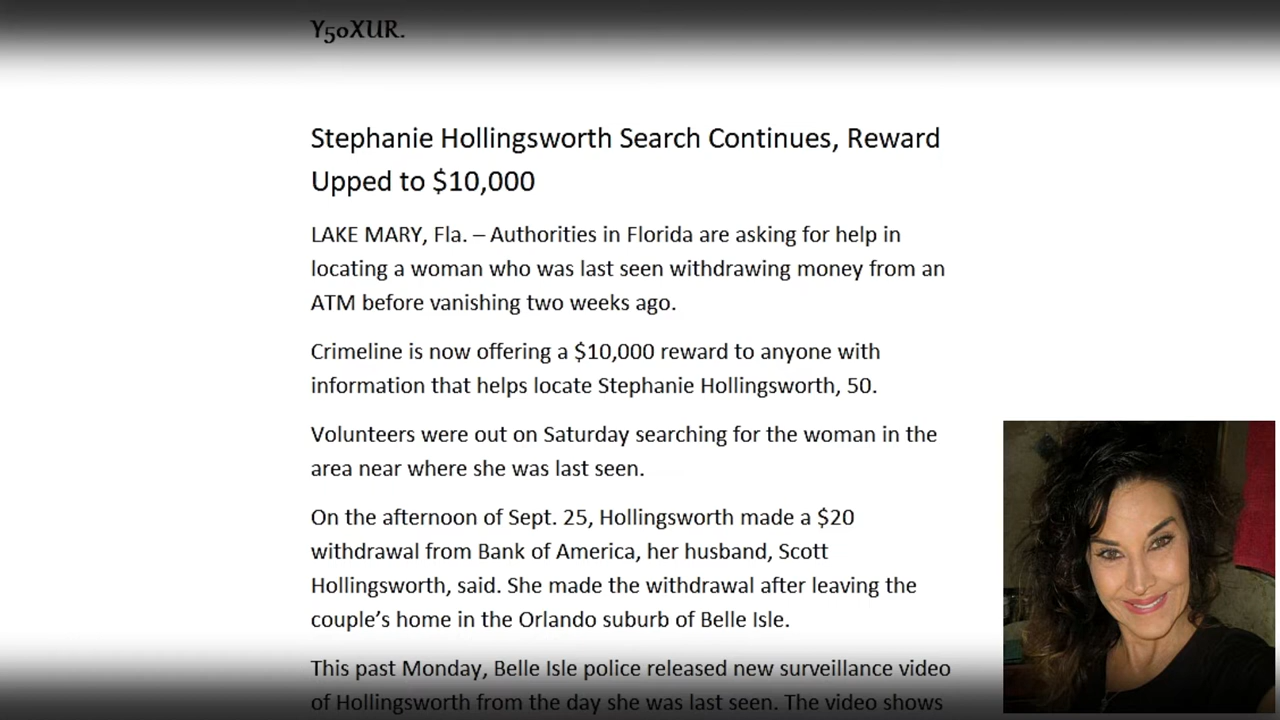 Y50XUR.
Stephanie Hollingsworth Search Continues, Reward
Upped to $10,000
LAKE MARY, Fla. – Authorities in Florida are asking for help in
locating a woman who was last seen withdrawing money from an
ATM before vanishing two weeks ago.
Crimeline is now offering a $10,000 reward to anyone with
information that helps locate Stephanie Hollingsworth, 50.
Volunteers were out on Saturday searching for the woman in the
area near where she was last seen.
On the afternoon of Sept. 25, Hollingsworth made a $20
withdrawal from Bank of America, her husband, Scott
Hollingsworth, said. She made the withdrawal after leaving the
couple’s home in the Orlando suburb of Belle Isle.
This past Monday, Belle Isle police released new surveillance video
of Hollingsworth from the day she was last seen. The video shows